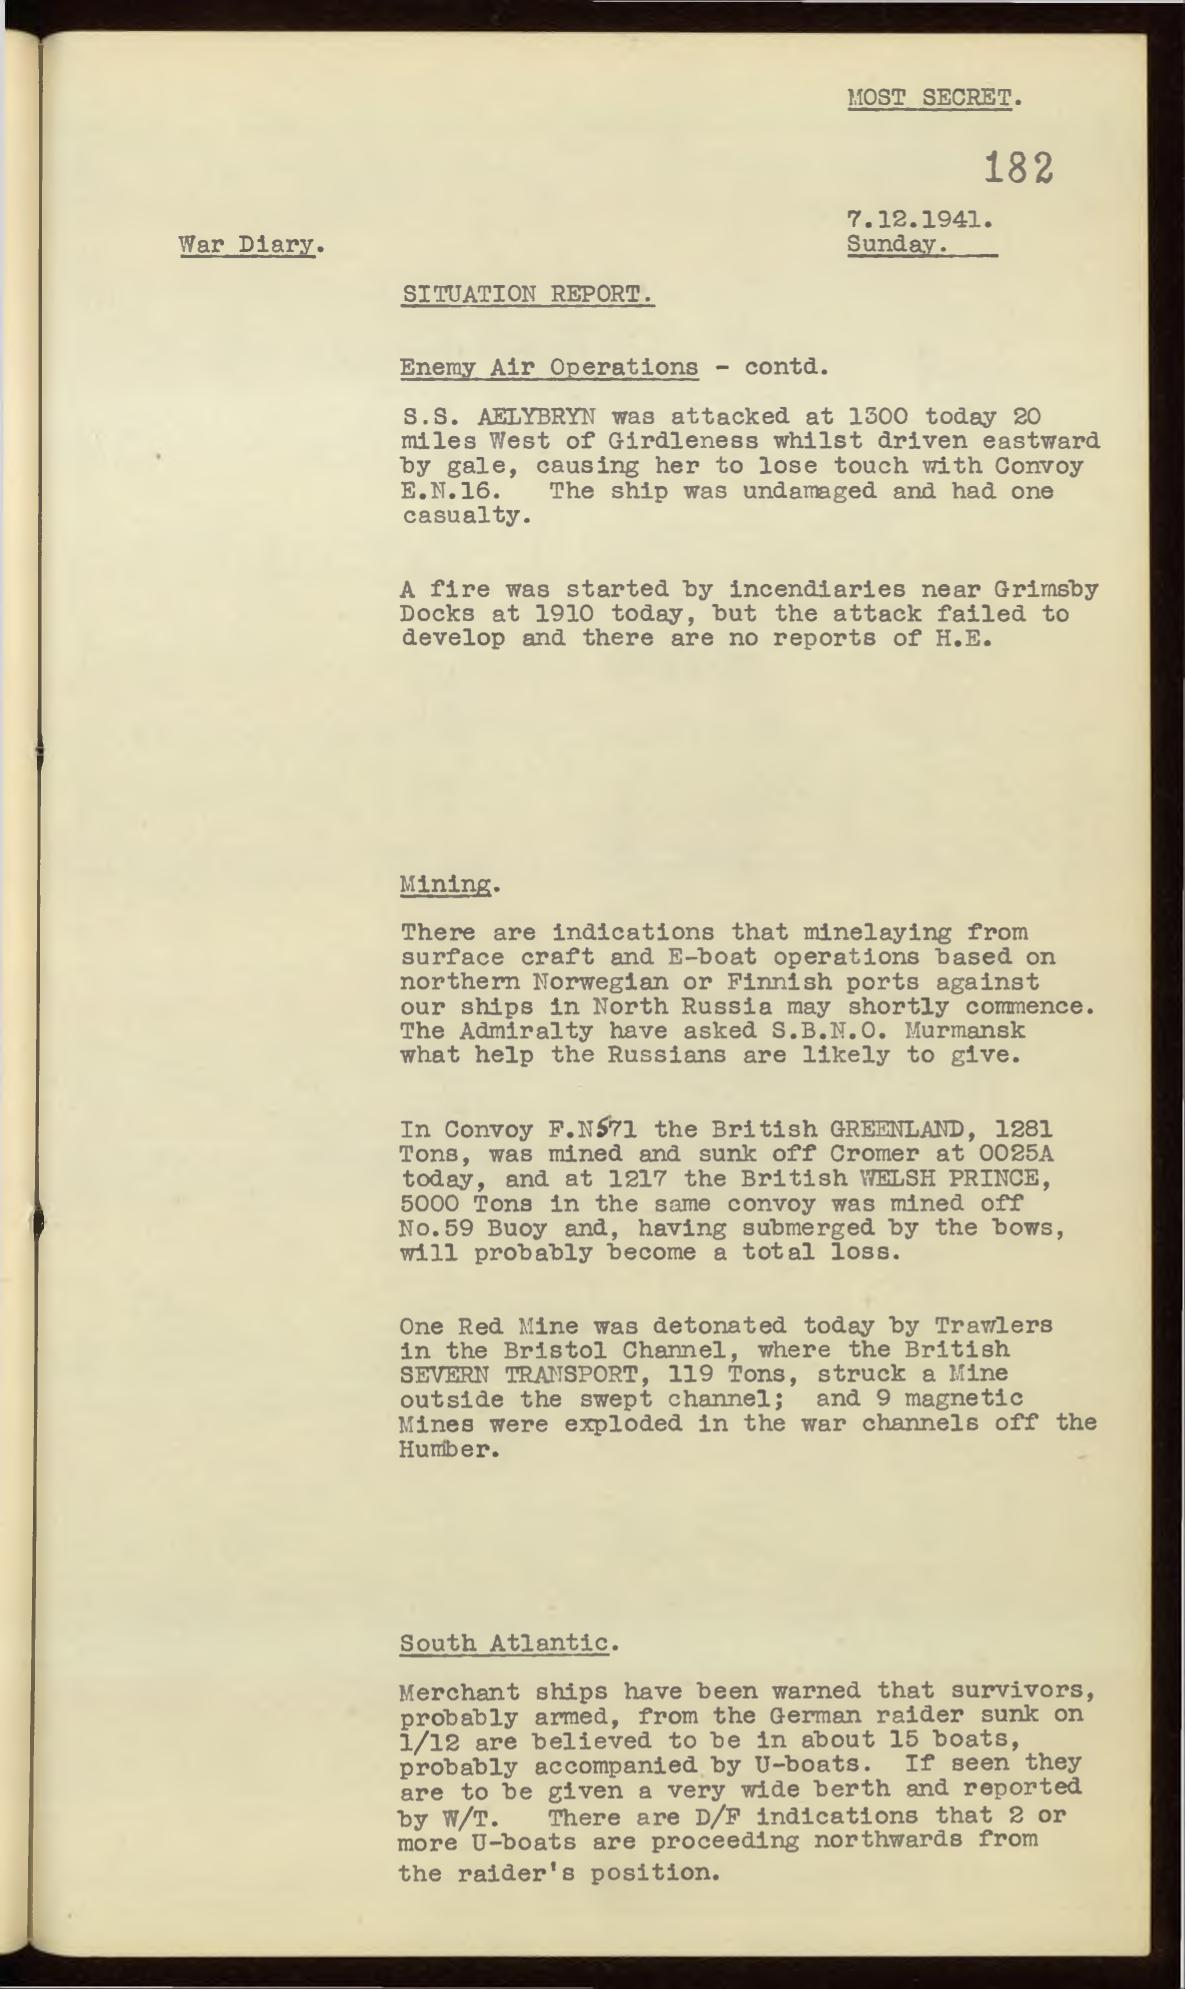 MOST SECRET.
182
7.12.1941.
War Diary.
Sunday.
SITUATION REPORT.
Enemy Air Operations - contd.
S.S. AELYBRYN was attacked at 1300 today 20
miles West of Girdleness whilst driven eastward
by gale, causing her to lose touch with Convoy
E.N.16. The ship was undamaged and had one
casualty.
A fire was started by incendiaries near Grimsby
Docks at 1910 today, but the attack failed to
develop and there are no reports of H.E.
Mining.
There are indications that minelaying from
surface craft and E-boat operations based on
northern Norwegian or Finnish ports against
our ships in North Russia may shortly commence.
The Admiralty have asked S.B.N.O. Murmansk
what help the Russians are likely to give.
In Convoy F.N571 the British GREENLAND, 1281
Tons, was mined and sunk off Cromer at 0025A
today, and at 1217 the British WELSH PRINCE,
5000 Tons in the same convoy was mined off
No.59 Buoy and, having submerged by the bows,
will probably become a total loss.
One Red Mine was detonated today by Trawlers
in the Bristol Channel, where the British
SEVERN TRANSPORT, 119 Tons, struck a Mine
outside the swept channel; and 9 magnetic
Mines were exploded in the war channels off the
Humber.
South Atlantic.
Merchant ships have been warned that survivors,
probably armed, from the German raider sunk on
1/12 are believed to be in about 15 boats,
probably accompanied by U-boats. If seen they
are to be given a very wide berth and reported
by W/T. There are D/F indications that 2 or
more U-boats are proceeding northwards from
the raider's position.